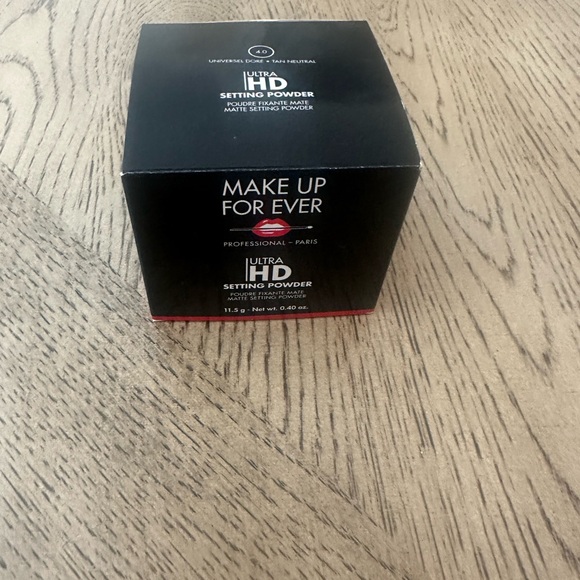 4.0
UNIVERSEL DORÉ • TAN NEUTRAL
ULTRA
HD
SETTING POWDER
POUDRE FIXANTE MATE
MATTE SETTING POWDER
MAKE UP
FOR EVER
PROFESSIONAL – PARIS
ULTRA
HD
SETTING POWDER
POUDRE FIXANTE MATE
MATTE SETTING POWDER
11.5 g - Net wt. 0.40 oz.